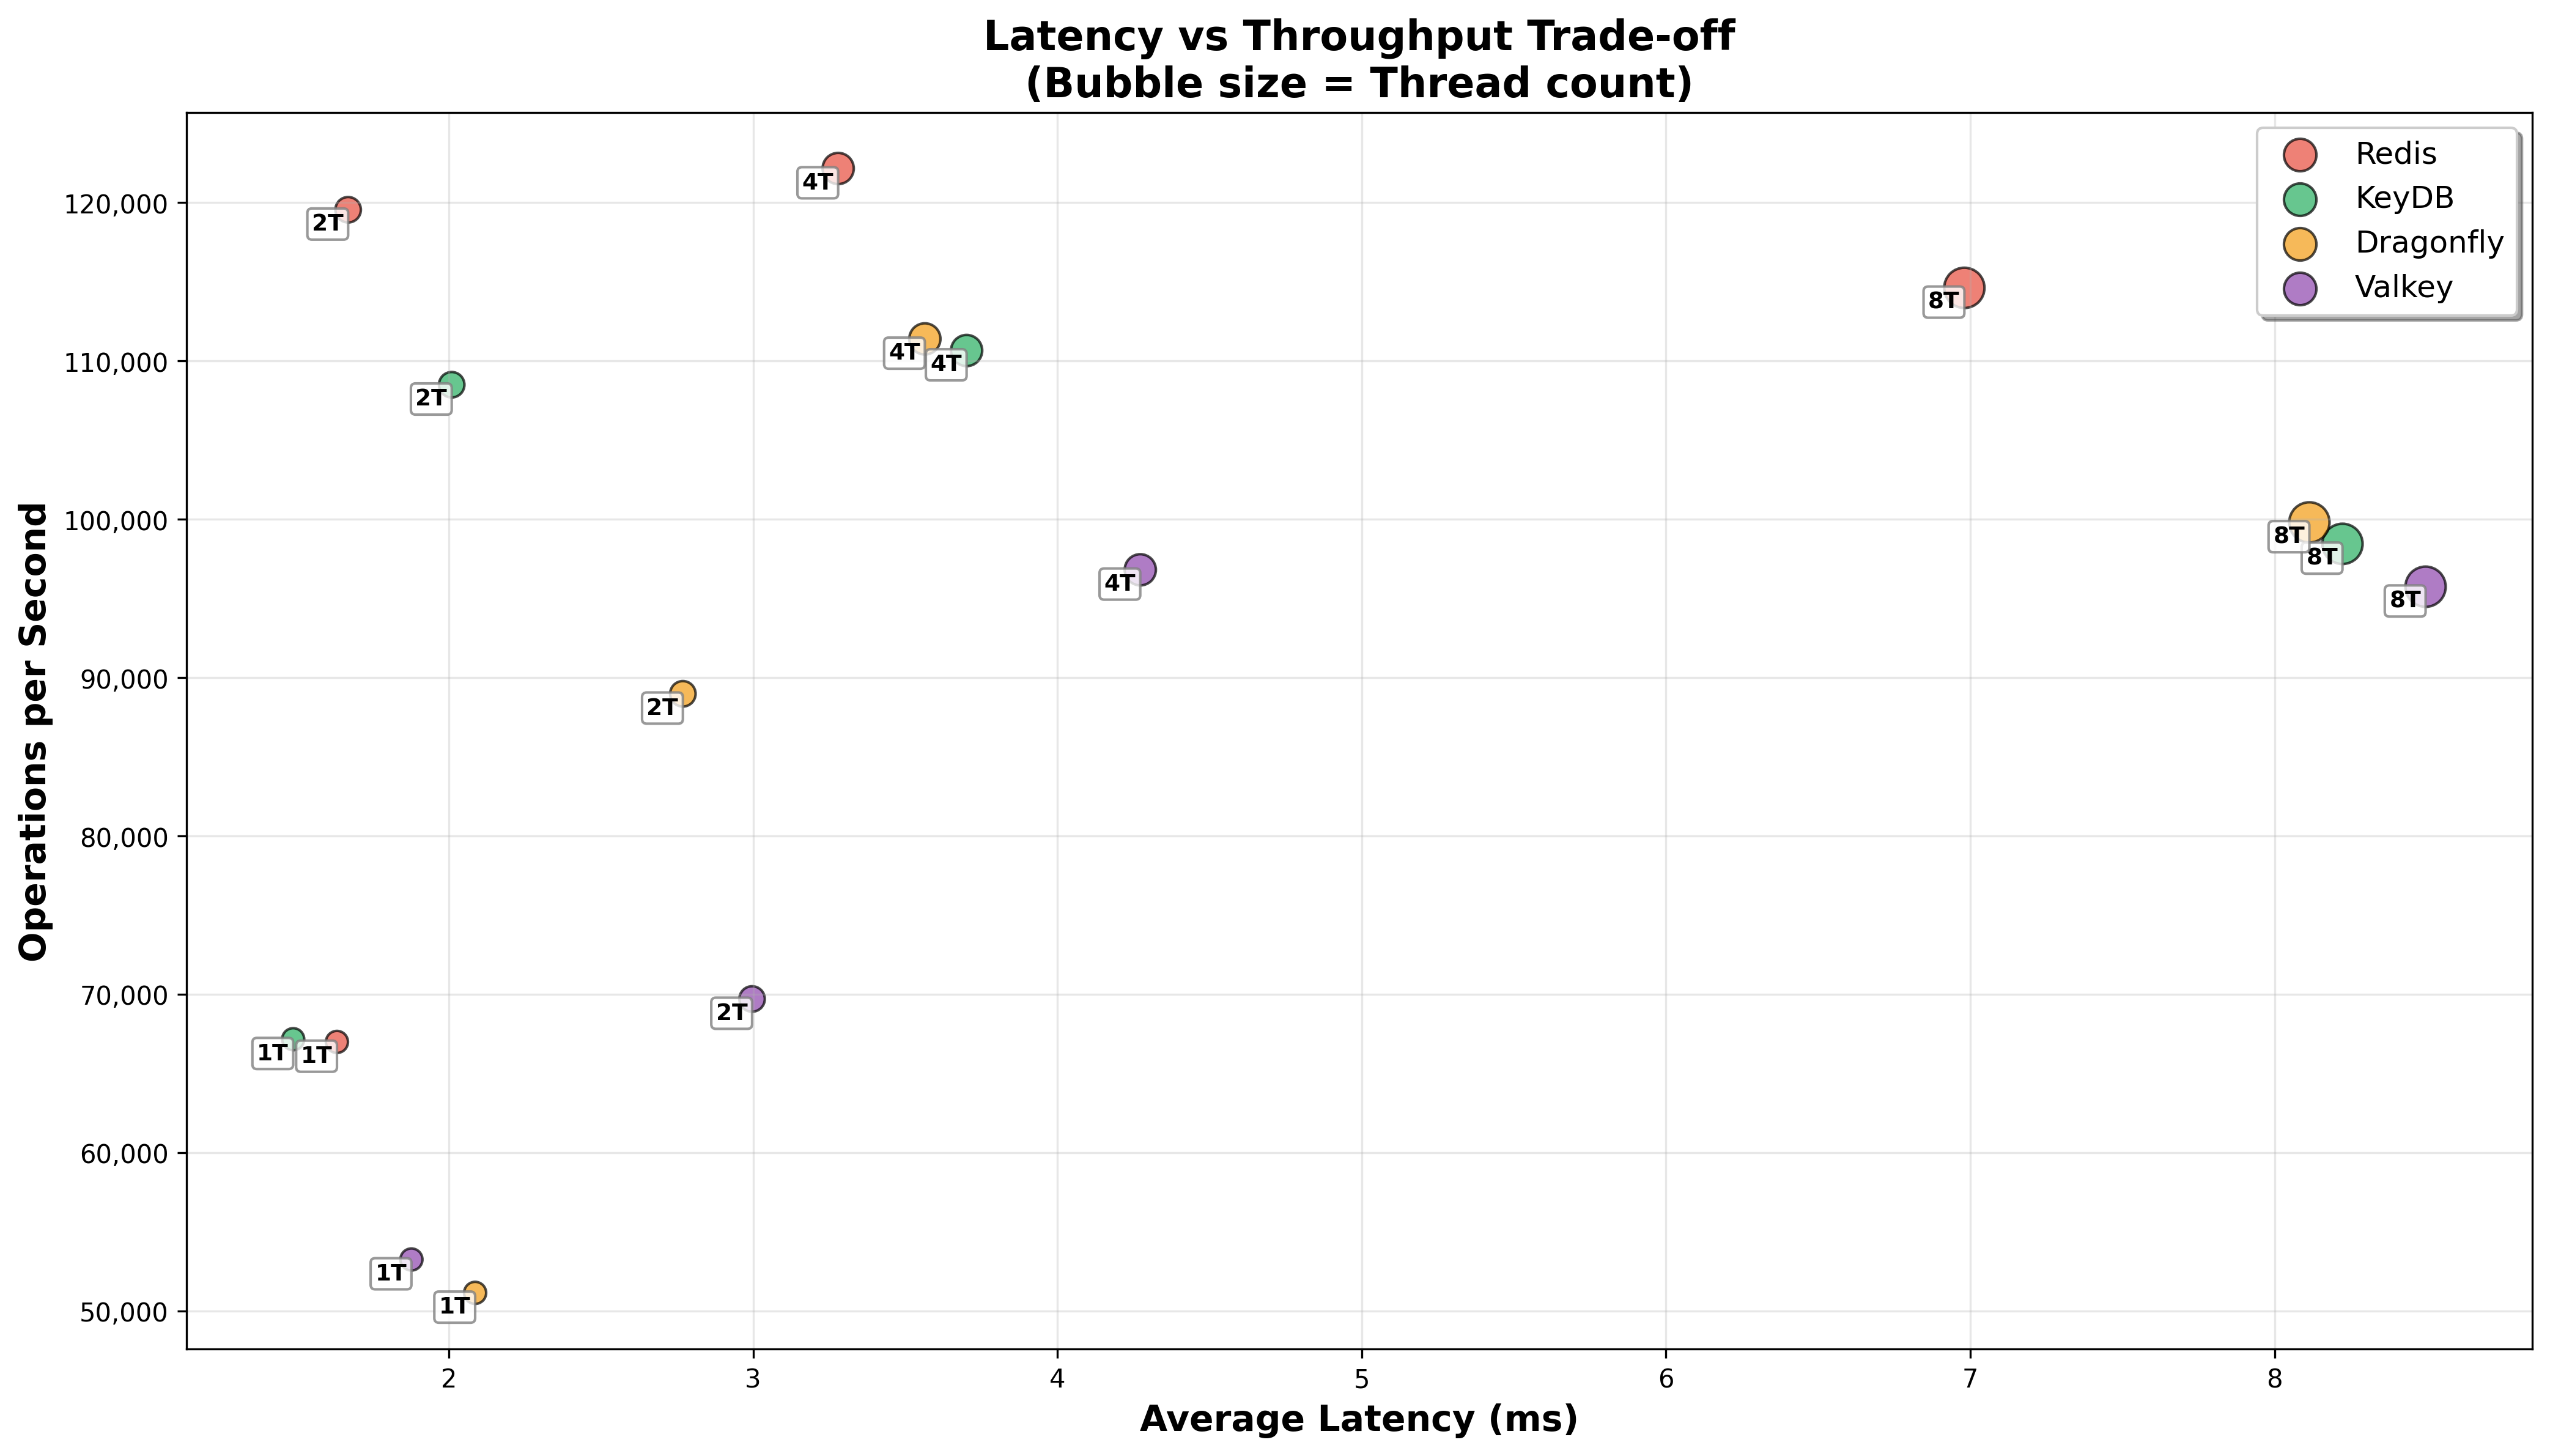 Latency vs Throughput Trade-off
(Bubble size = Thread count)
Redis
KeyDB
Dragonfly
Valkey
Operations per Second
120,000
110,000
100,000
90,000
80,000
70,000
60,000
50,000
4T
2T
8T
4T
4T
2T
8T
8T
4T
8T
2T
2T
1T
1T
1T
1T
2
3
4
5
6
7
8
Average Latency (ms)